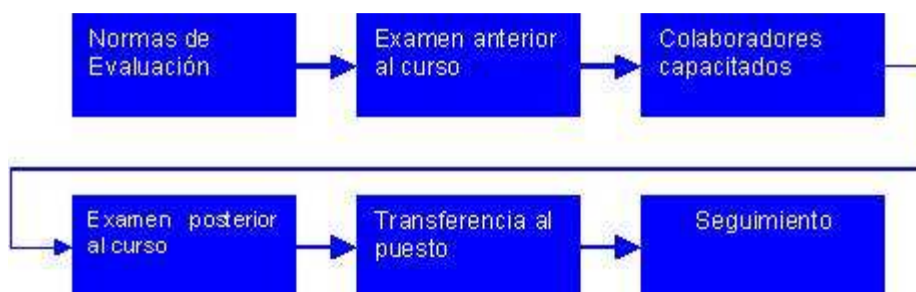 Normas de
Evaluación
Examen anterior
al curso
Colaboradores
capacitados
Examen posterior
al curso
Transferencia al
puesto
Seguimiento